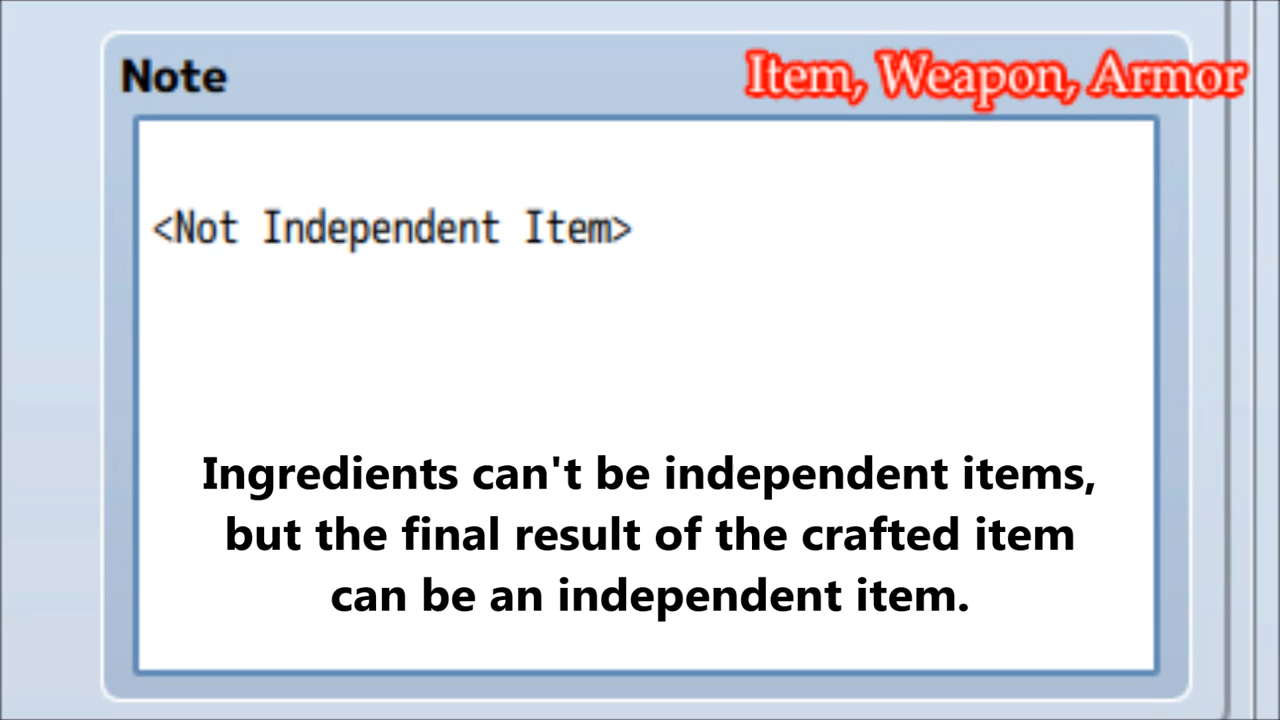 Note
Item, Weapon, Armor
<Not Independent Item>
Ingredients can't be independent items,
but the final result of the crafted item
can be an independent item.